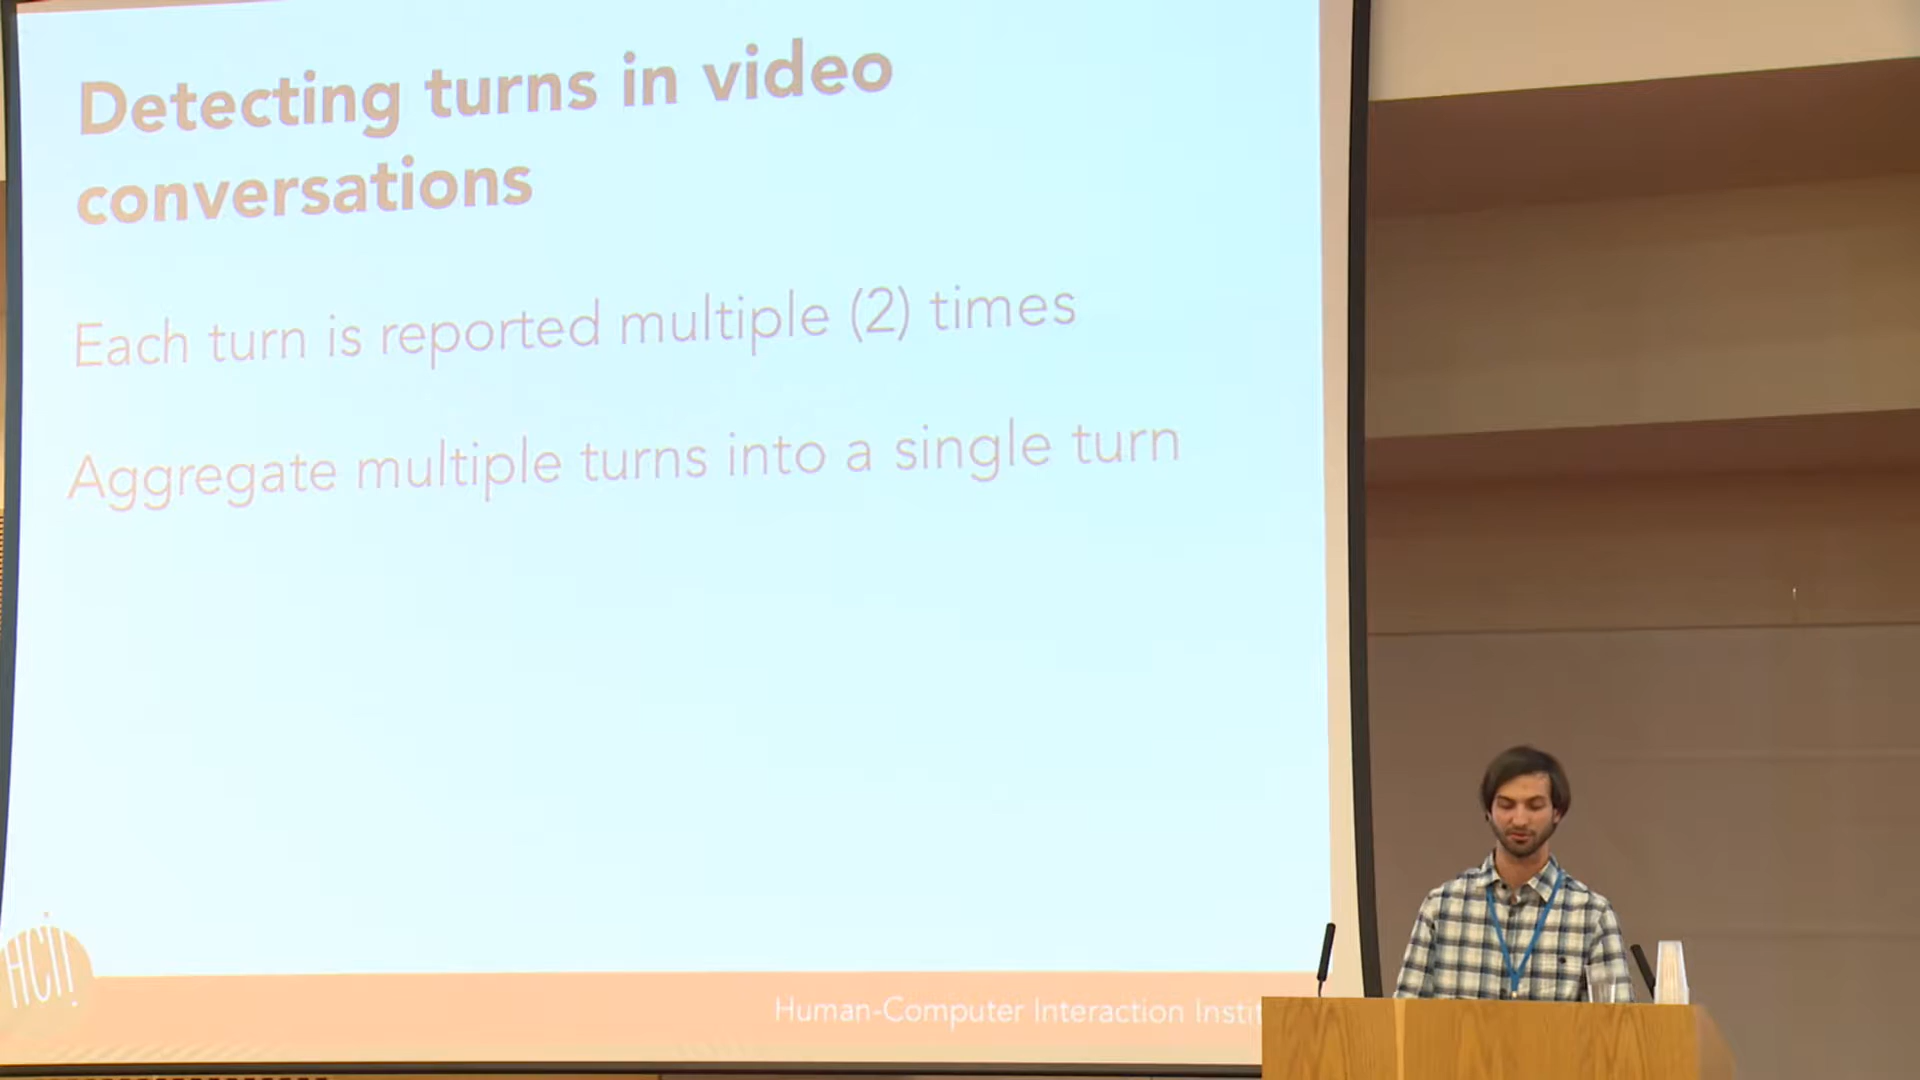 Detecting turns in video
conversations
Each turn is reported multiple (2) times
Aggregate multiple turns into a single turn
HCII
Human-Computer Interaction Instit